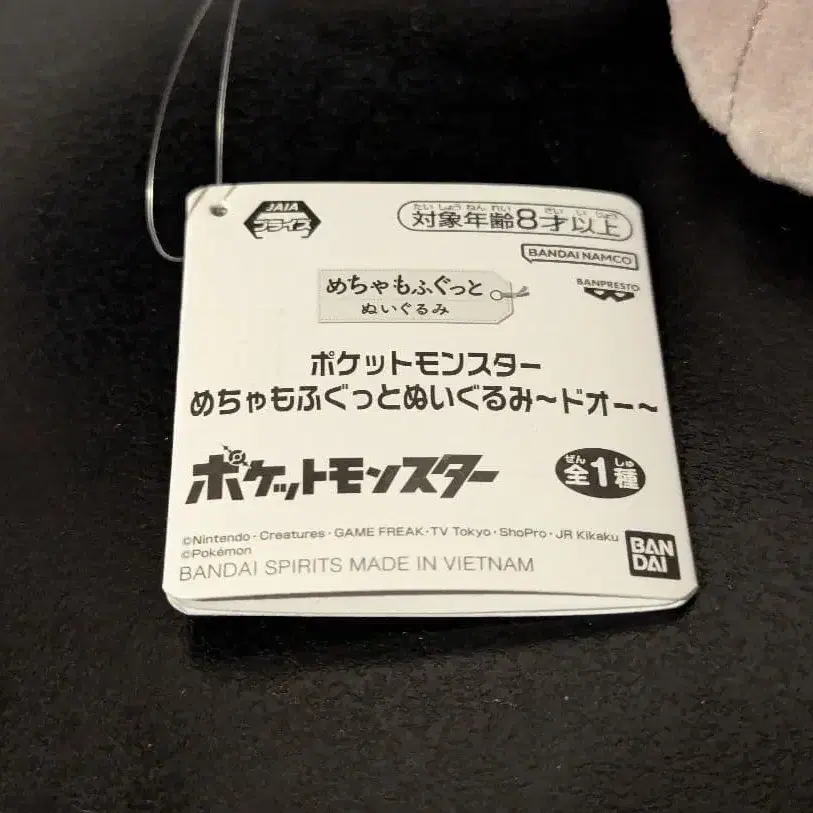 JAIA
プライズ
たいしょうねんれい さい いじょう
対象年齢8才以上
BANDAI NAMCO
BANPRESTO
めちゃもふぐっと
ぬいぐるみ
ポケットモンスター
めちゃもふぐっとぬいぐるみ〜ドオー〜
ポケットモンスター
ぜん しゅ
全1種
©Nintendo・Creatures・GAME FREAK・TV Tokyo・ShoPro・JR Kikaku
©Pokémon
BANDAI SPIRITS MADE IN VIETNAM
BAN
DAI